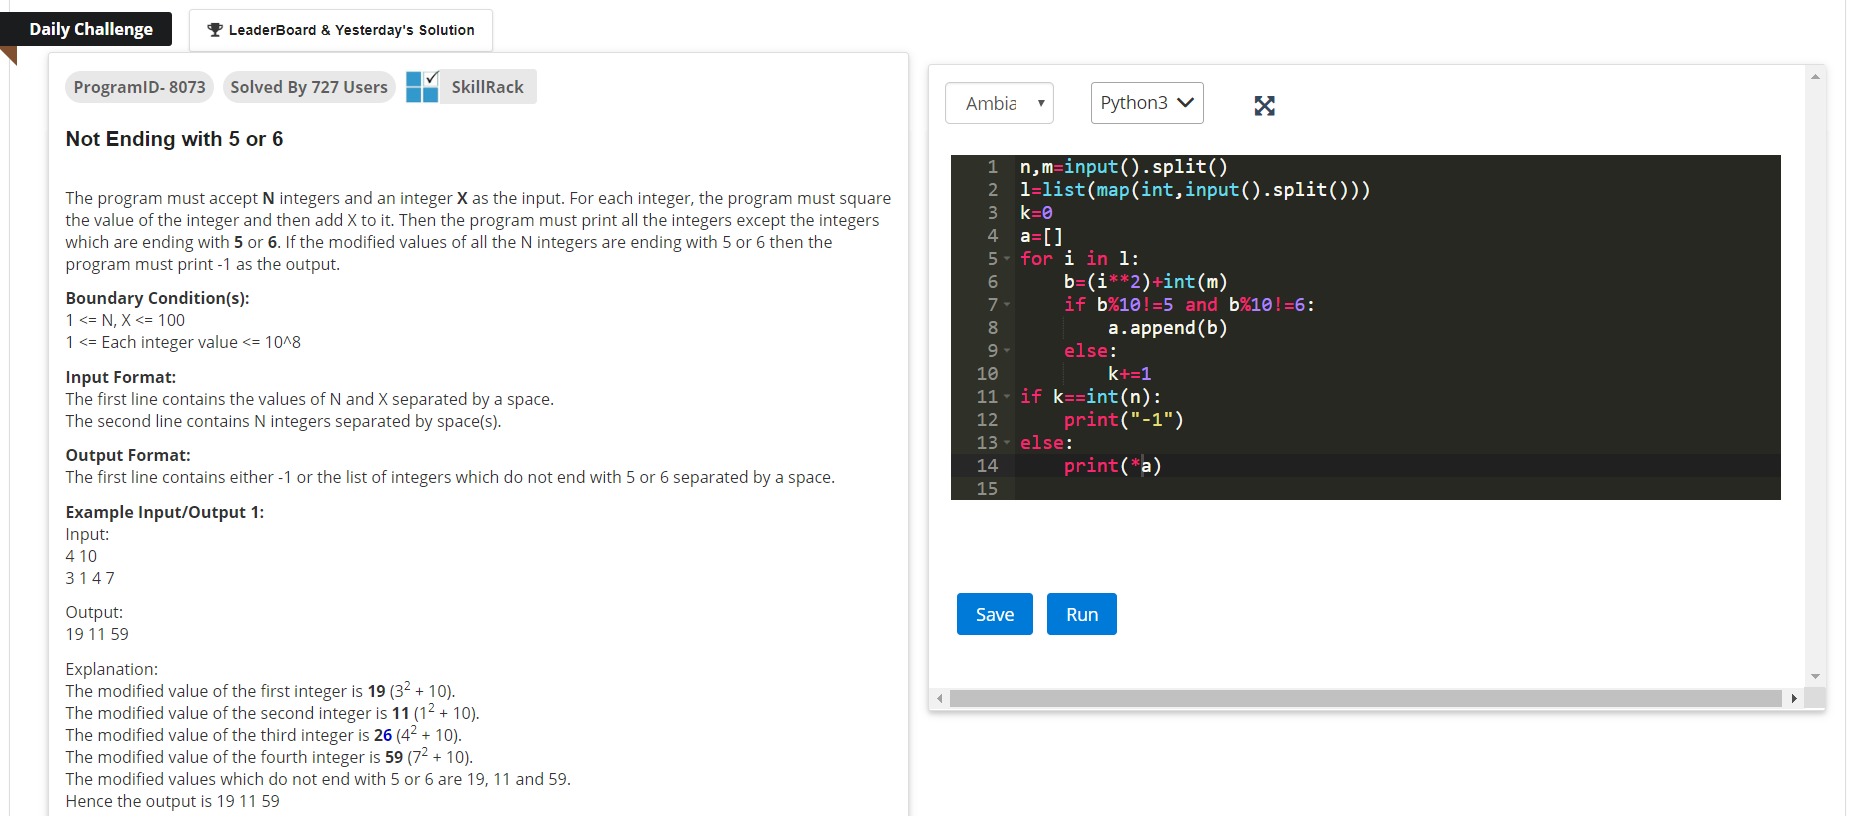 Daily Challenge
LeaderBoard & Yesterday's Solution
ProgramID- 8073
Solved By 727 Users
SkillRack
Not Ending with 5 or 6
The program must accept N integers and an integer X as the input. For each integer, the program must square
the value of the integer and then add X to it. Then the program must print all the integers except the integers
which are ending with 5 or 6. If the modified values of all the N integers are ending with 5 or 6 then the
program must print -1 as the output.
Boundary Condition(s):
1 <= N, X <= 100
1 <= Each integer value <= 10^8
Input Format:
The first line contains the values of N and X separated by a space.
The second line contains N integers separated by space(s).
Output Format:
The first line contains either -1 or the list of integers which do not end with 5 or 6 separated by a space.
Example Input/Output 1:
Input:
4 10
3 1 4 7
Output:
19 11 59
Explanation:
The modified value of the first integer is 19 (3² + 10).
The modified value of the second integer is 11 (1² + 10).
The modified value of the third integer is 26 (4² + 10).
The modified value of the fourth integer is 59 (7² + 10).
The modified values which do not end with 5 or 6 are 19, 11 and 59.
Hence the output is 19 11 59
Ambia
Python3
1 n,m=input().split()
2 l=list(map(int,input().split()))
3 k=0
4 a=[]
5 for i in l:
6     b=(i**2)+int(m)
7     if b%10!=5 and b%10!=6:
8         a.append(b)
9     else:
10         k+=1
11 if k==int(n):
12     print("-1")
13 else:
14     print(*a)
15
Save
Run